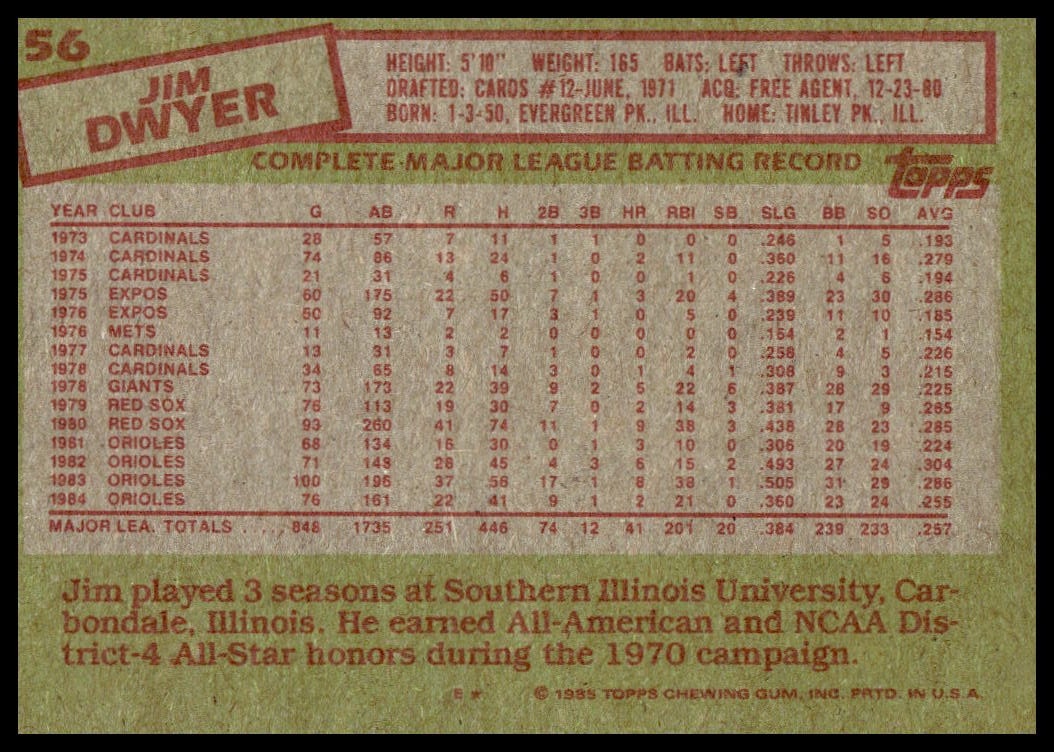 56
JIM
DWYER
HEIGHT: 5'10" WEIGHT: 165 BATS: LEFT THROWS: LEFT
DRAFTED: CARDS #12-JUNE, 1971 ACQ: FREE AGENT, 12-23-80
BORN: 1-3-50, EVERGREEN PK., ILL. HOME: TINLEY PK., ILL.
COMPLETE MAJOR LEAGUE BATTING RECORD
topps
YEAR CLUB G AB R H 2B 3B HR RBI SB SLG BB SO AVG
1973 CARDINALS 28 57 7 11 1 1 0 0 0 .246 1 5 .193
1974 CARDINALS 74 86 13 24 1 0 2 11 0 .360 11 16 .279
1975 CARDINALS 21 31 4 6 1 0 0 1 0 .226 4 6 .194
1975 EXPOS 60 175 22 50 7 1 3 20 4 .389 23 30 .286
1976 EXPOS 50 92 7 17 3 1 0 5 0 .239 11 10 .185
1976 METS 11 13 2 2 0 0 0 0 0 .154 2 1 .154
1977 CARDINALS 13 31 3 7 1 0 0 2 0 .258 4 5 .226
1978 CARDINALS 34 65 8 14 3 0 1 4 1 .308 9 3 .215
1978 GIANTS 73 173 22 39 9 2 5 22 6 .387 28 29 .225
1979 RED SOX 76 113 19 30 7 0 2 14 3 .381 17 9 .265
1980 RED SOX 93 260 41 74 11 1 9 38 3 .438 28 23 .285
1981 ORIOLES 68 134 16 30 0 1 3 10 0 .306 20 19 .224
1982 ORIOLES 71 148 28 45 4 3 6 15 2 .493 27 24 .304
1983 ORIOLES 100 196 37 56 17 1 8 38 1 .505 31 29 .286
1984 ORIOLES 76 161 22 41 9 1 2 21 0 .360 23 24 .255
MAJOR LEA. TOTALS .... 848 1735 251 446 74 12 41 201 20 .384 239 233 .257
Jim played 3 seasons at Southern Illinois University, Car-
bondale, Illinois. He earned All-American and NCAA Dis-
trict-4 All-Star honors during the 1970 campaign.
E * © 1985 TOPPS CHEWING GUM, INC. PRTD. IN U.S.A.